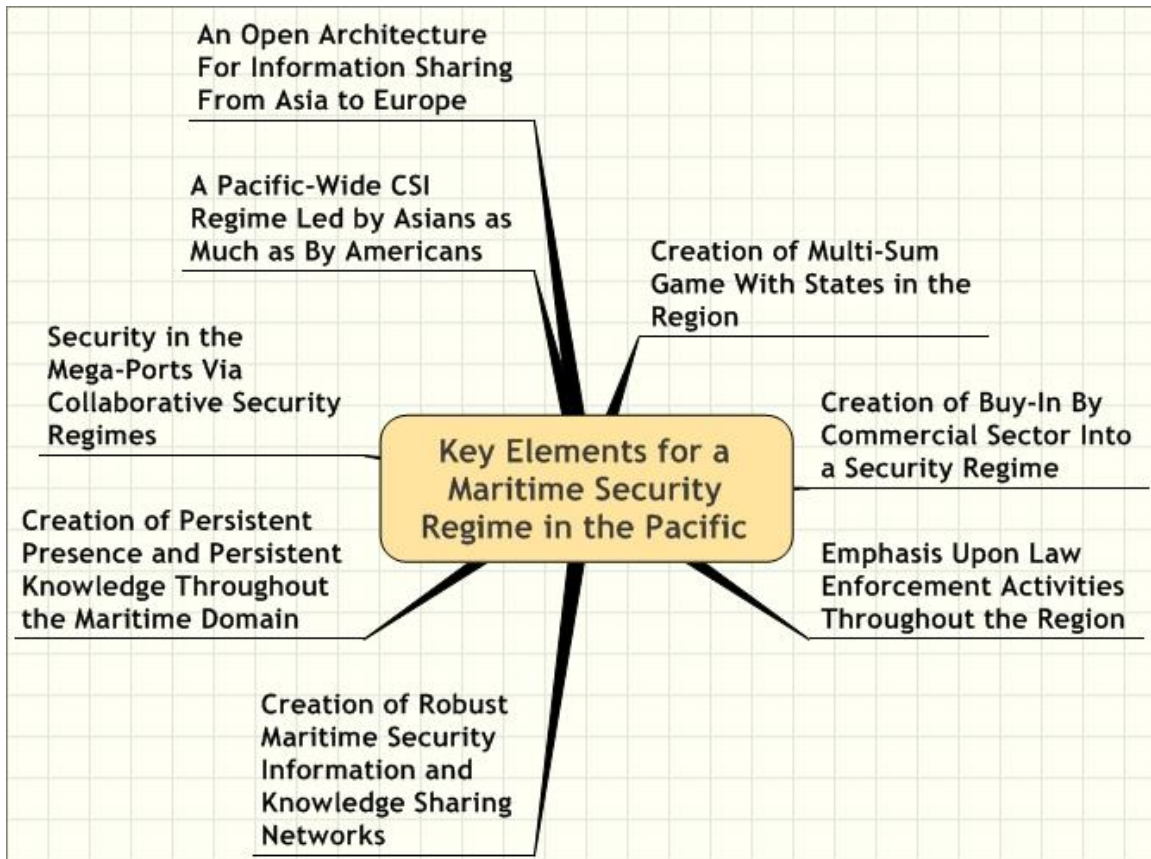 An Open Architecture
For Information Sharing
From Asia to Europe
A Pacific-Wide CSI
Regime Led by Asians as
Much as By Americans
Creation of Multi-Sum
Game With States in the
Region
Security in the
Mega-Ports Via
Collaborative Security
Regimes
Creation of Buy-In By
Commercial Sector Into
a Security Regime
Key Elements for a
Maritime Security
Regime in the Pacific
Creation of Persistent
Presence and Persistent
Knowledge Throughout
the Maritime Domain
Emphasis Upon Law
Enforcement Activities
Throughout the Region
Creation of Robust
Maritime Security
Information and
Knowledge Sharing
Networks